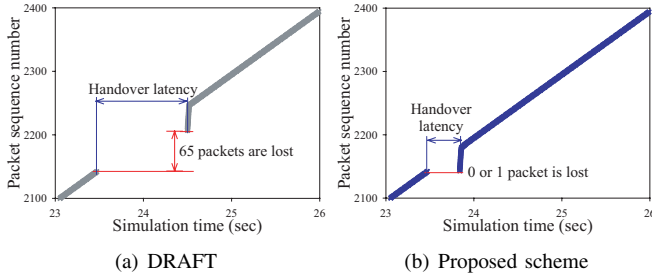 Packet sequence number
2400
2300
2200
2100
Handover latency
65 packets are lost
23
24
25
26
Simulation time (sec)
(a) DRAFT
Packet sequence number
2400
2300
2200
2100
Handover
latency
0 or 1 packet is lost
23
24
25
26
Simulation time (sec)
(b) Proposed scheme